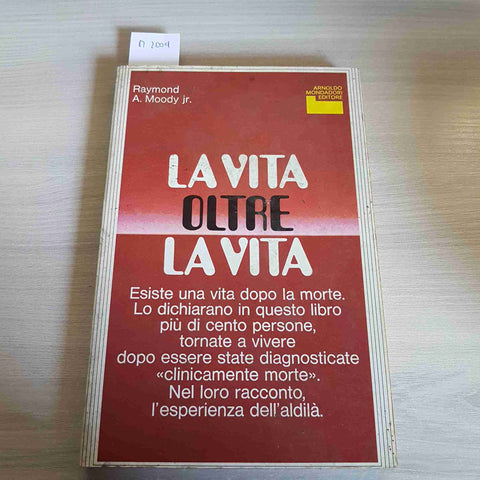 n 2004
Raymond
A. Moody jr.
ARNOLDO
MONDADORI
EDITORE
LA VITA
OLTRE
LA VITA
Esiste una vita dopo la morte.
Lo dichiarano in questo libro
più di cento persone,
tornate a vivere
dopo essere state diagnosticate
«clinicamente morte».
Nel loro racconto,
l'esperienza dell'aldilà.